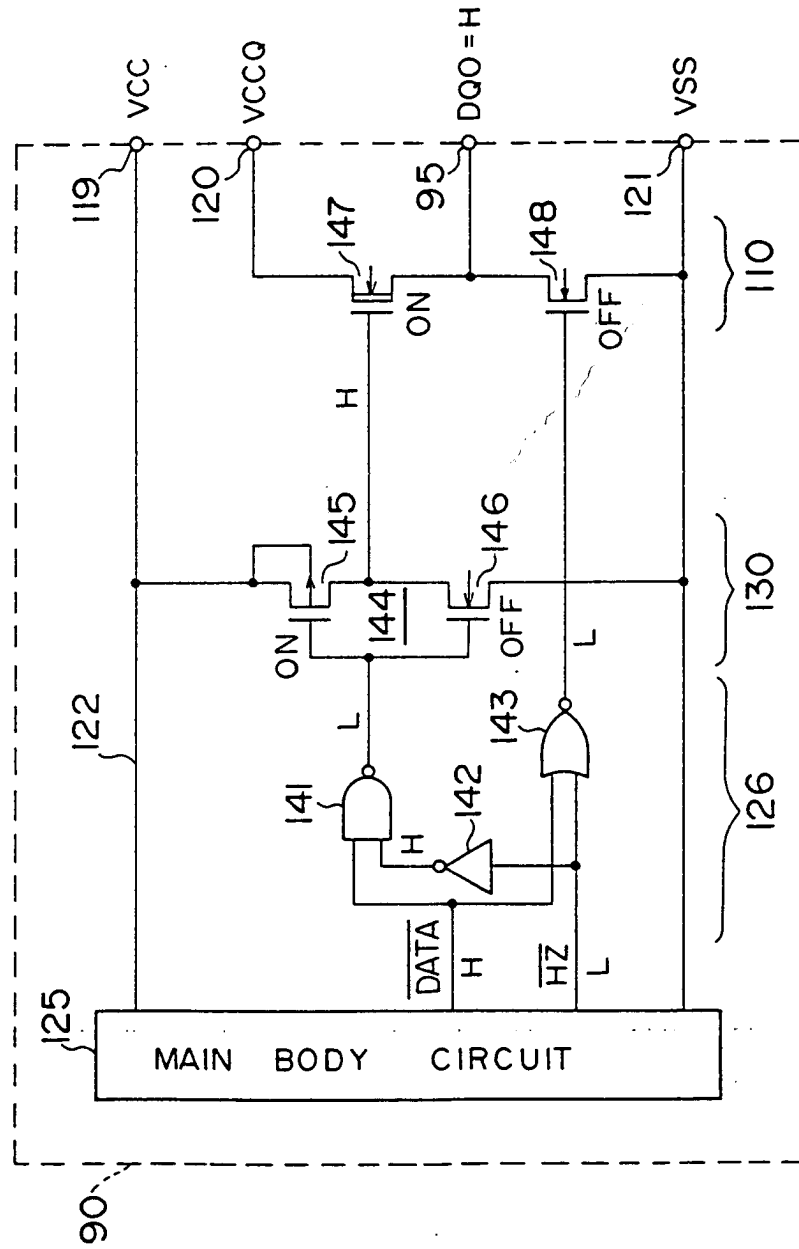 90
125
122
119
VCC
VCCQ
120
147
ON
H
95
DQ0 = H
148
OFF
121
VSS
145
ON
144
146
OFF
L
141
H
142
143
L
DATA
H
HZ
L
MAIN BODY CIRCUIT
126
130
110